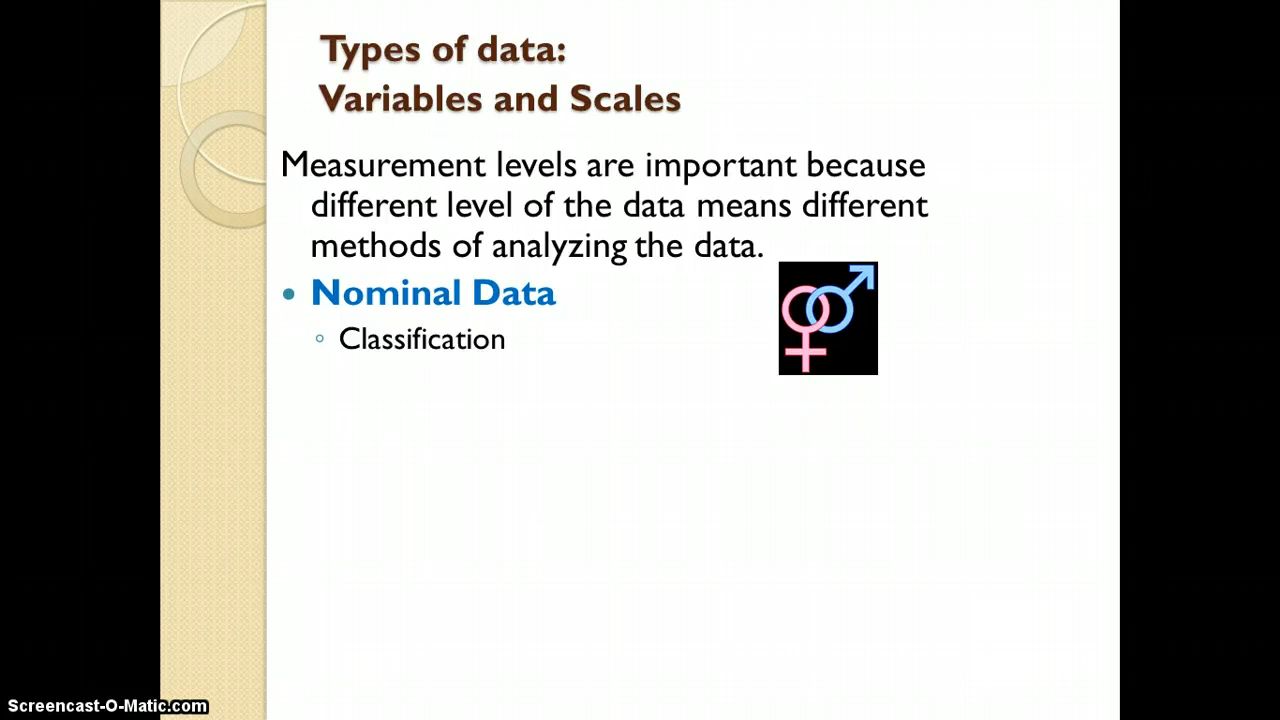 Types of data:
Variables and Scales
Measurement levels are important because
different level of the data means different
methods of analyzing the data.
• Nominal Data
◦ Classification
Screencast-O-Matic.com